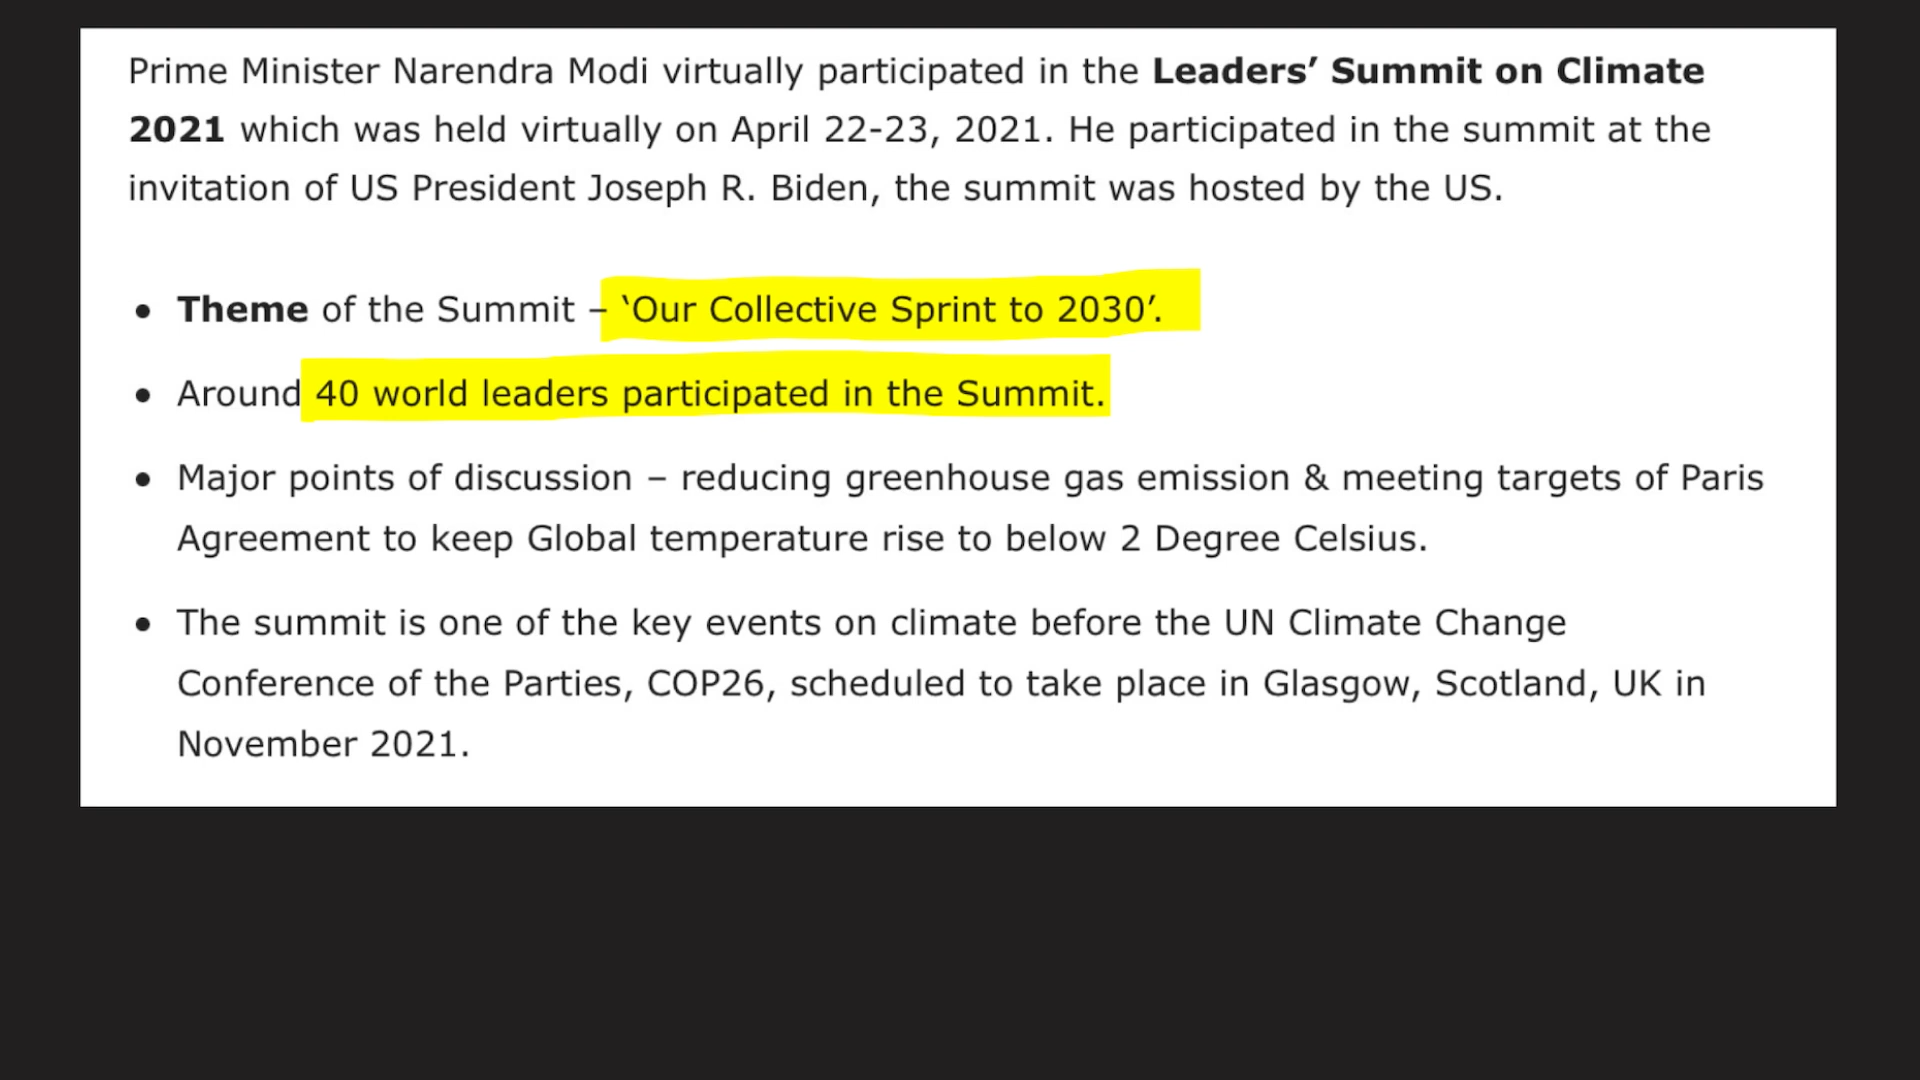 Prime Minister Narendra Modi virtually participated in the Leaders’ Summit on Climate
2021 which was held virtually on April 22-23, 2021. He participated in the summit at the
invitation of US President Joseph R. Biden, the summit was hosted by the US.
• Theme of the Summit – ‘Our Collective Sprint to 2030’.
• Around 40 world leaders participated in the Summit.
• Major points of discussion – reducing greenhouse gas emission & meeting targets of Paris
Agreement to keep Global temperature rise to below 2 Degree Celsius.
• The summit is one of the key events on climate before the UN Climate Change
Conference of the Parties, COP26, scheduled to take place in Glasgow, Scotland, UK in
November 2021.